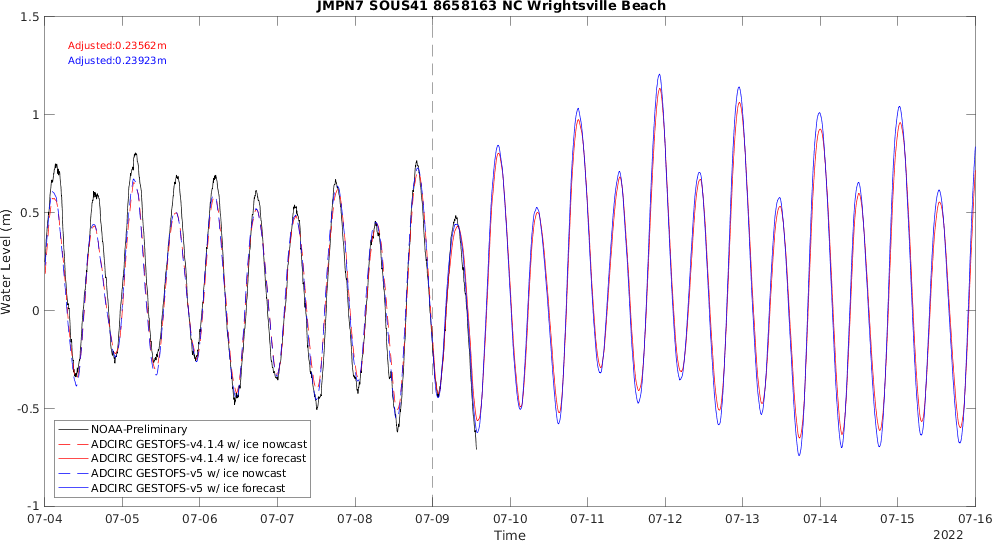 JMPN7 SOUS41 8658163 NC Wrightsville Beach
1.5
Adjusted:0.23562m
Adjusted:0.23923m
1
0.5
0
-0.5
-1
Water Level (m)
NOAA-Preliminary
ADCIRC GESTOFS-v4.1.4 w/ ice nowcast
ADCIRC GESTOFS-v4.1.4 w/ ice forecast
ADCIRC GESTOFS-v5 w/ ice nowcast
ADCIRC GESTOFS-v5 w/ ice forecast
07-04 07-05 07-06 07-07 07-08 07-09 07-10 07-11 07-12 07-13 07-14 07-15 07-16
Time
2022